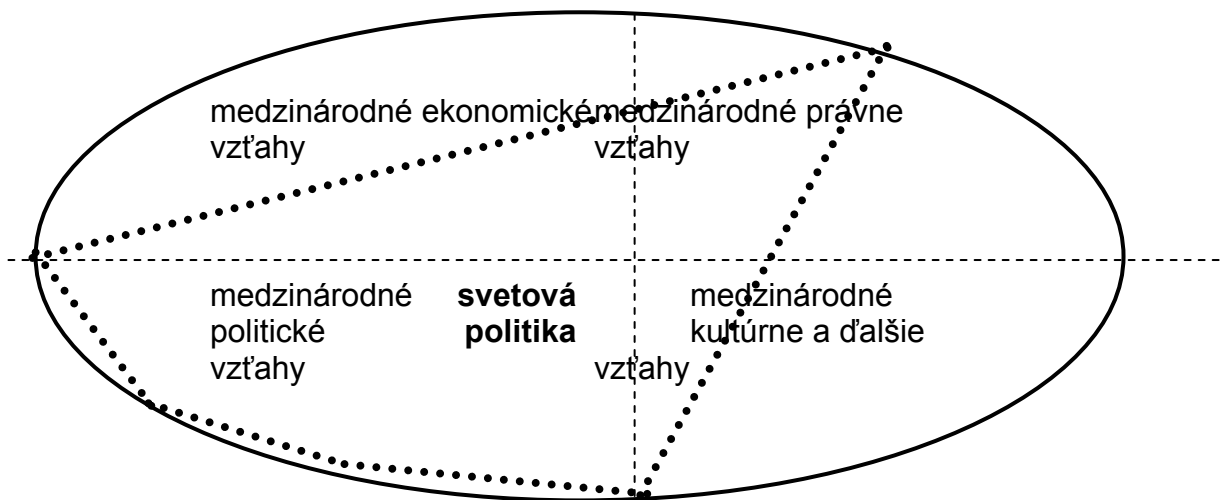 medzinárodné ekonomické medzinárodné právne
vzťahy vzťahy
medzinárodné svetová medzinárodné
politické politika kultúrne a ďalšie
vzťahy vzťahy